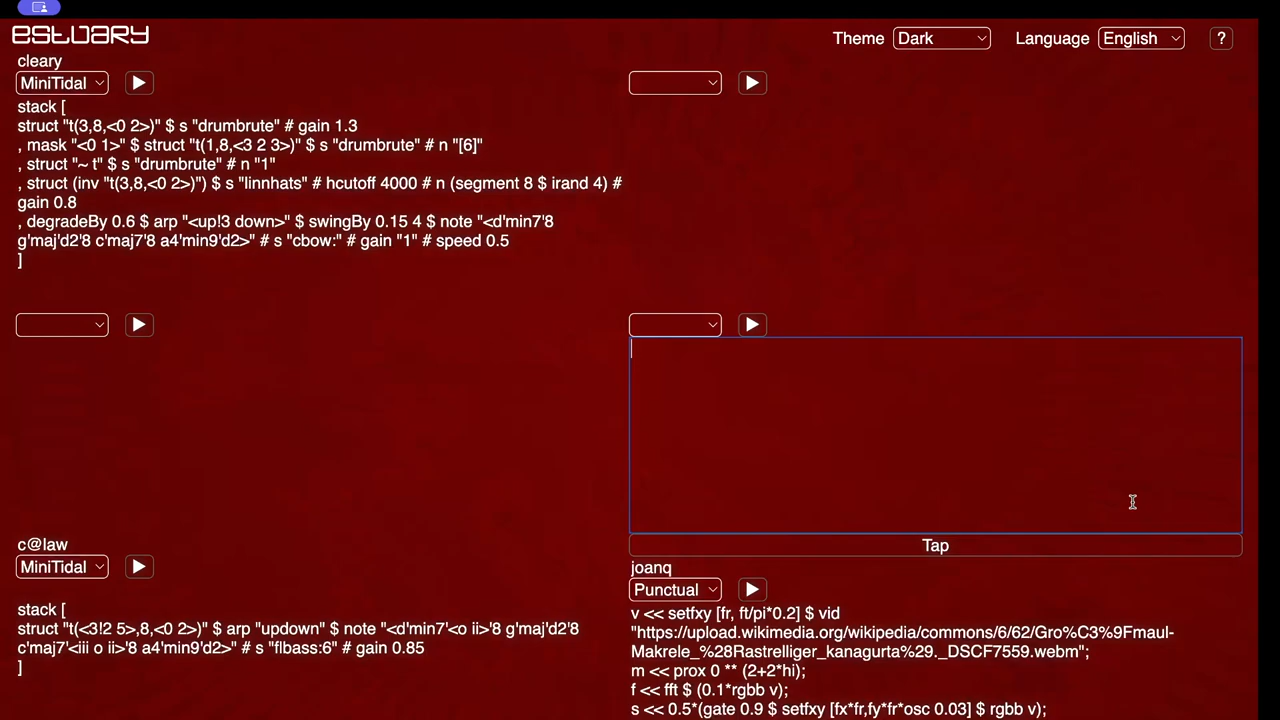 estuary
Theme Dark Language English ?
cleary
MiniTidal
stack [
struct "t(3,8,<0 2>)" $ s "drumbrute" # gain 1.3
, mask "<0 1>" $ struct "t(1,8,<3 2 3>)" $ s "drumbrute" # n "[6]"
, struct "~ t" $ s "drumbrute" # n "1"
, struct (inv "t(3,8,<0 2>)") $ s "linnhats" # hcutoff 4000 # n (segment 8 $ irand 4) #
gain 0.8
, degradeBy 0.6 $ arp "<up!3 down>" $ swingBy 0.15 4 $ note "<d'min7'8
g'maj'd2'8 c'maj7'8 a4'min9'd2>" # s "cbow:" # gain "1" # speed 0.5
]
c@law
MiniTidal
stack [
struct "t(<3!2 5>,8,<0 2>)" $ arp "updown" $ note "<d'min7'<o ii>'8 g'maj'd2'8
c'maj7'<iii o ii>'8 a4'min9'd2>" # s "flbass:6" # gain 0.85
]
Tap
joanq
Punctual
v << setfxy [fr, ft/pi*0.2] $ vid
"https://upload.wikimedia.org/wikipedia/commons/6/62/Gro%C3%9Fmaul-
Makrele_%28Rastrelliger_kanagurta%29._DSCF7559.webm";
m << prox 0 ** (2+2*hi);
f << fft $ (0.1*rgbb v);
s << 0.5*(gate 0.9 $ setfxy [fx*fr,fy*fr*osc 0.03] $ rgbb v);